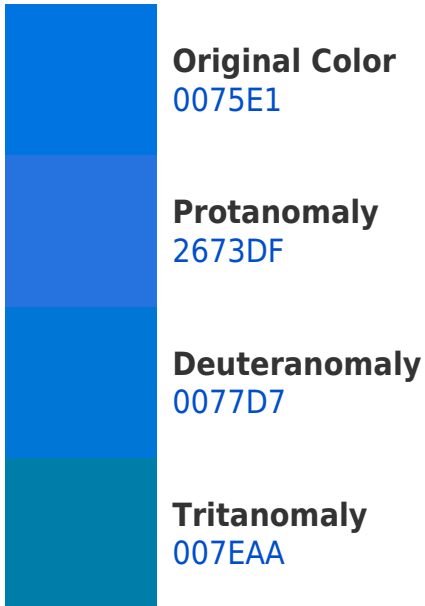 Original Color
0075E1
Protanomaly
2673DF
Deuteranomaly
0077D7
Tritanomaly
007EAA